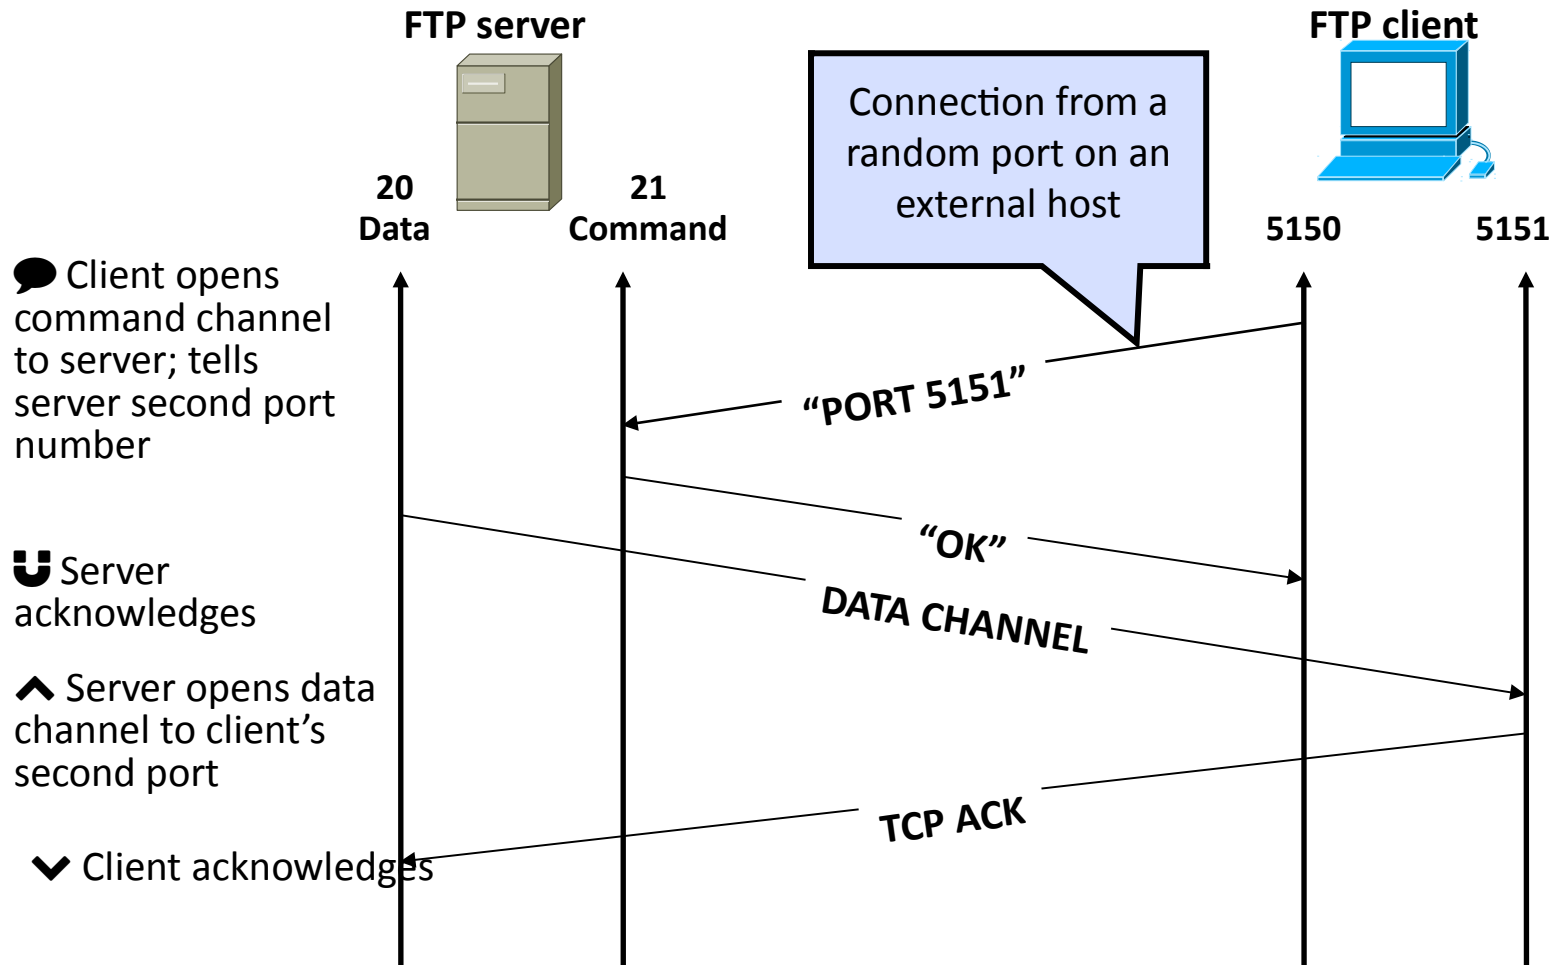 FTP server
FTP client
Connection from a
random port on an
external host
20
Data
21
Command
5150
5151
Client opens
command channel
to server; tells
server second port
number
“PORT 5151”
“OK”
Server
acknowledges
DATA CHANNEL
Server opens data
channel to client’s
second port
TCP ACK
Client acknowledges